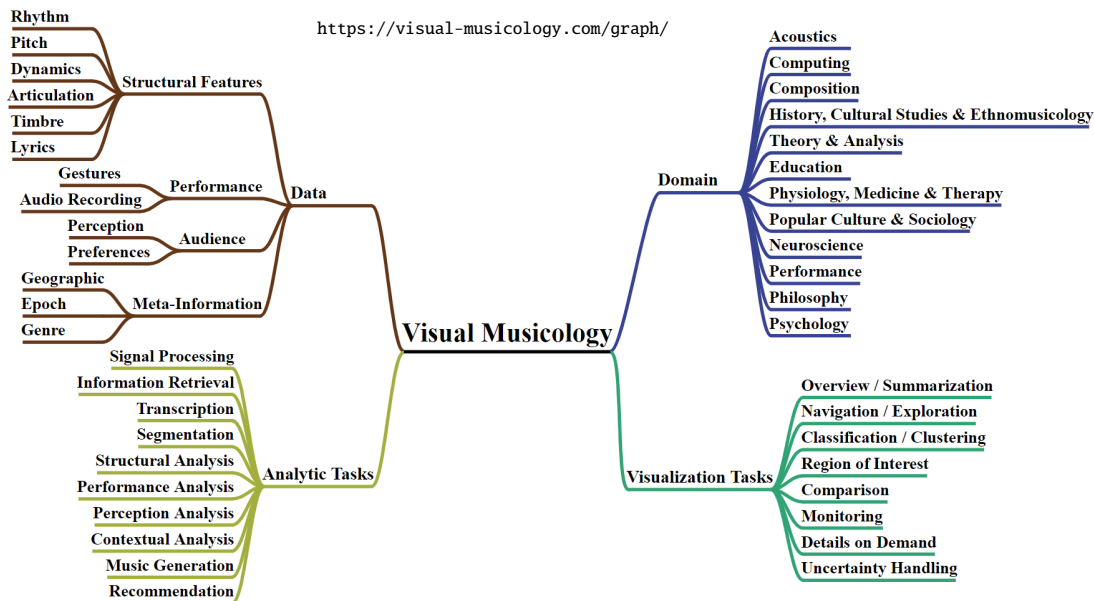 https://visual-musicology.com/graph/
Rhythm
Pitch
Dynamics
Articulation
Timbre
Lyrics
Structural Features
Gestures
Audio Recording
Performance
Perception
Preferences
Audience
Geographic
Epoch
Genre
Meta-Information
Data
Signal Processing
Information Retrieval
Transcription
Segmentation
Structural Analysis
Performance Analysis
Perception Analysis
Contextual Analysis
Music Generation
Recommendation
Analytic Tasks
Visual Musicology
Domain
Acoustics
Computing
Composition
History, Cultural Studies & Ethnomusicology
Theory & Analysis
Education
Physiology, Medicine & Therapy
Popular Culture & Sociology
Neuroscience
Performance
Philosophy
Psychology
Visualization Tasks
Overview / Summarization
Navigation / Exploration
Classification / Clustering
Region of Interest
Comparison
Monitoring
Details on Demand
Uncertainty Handling